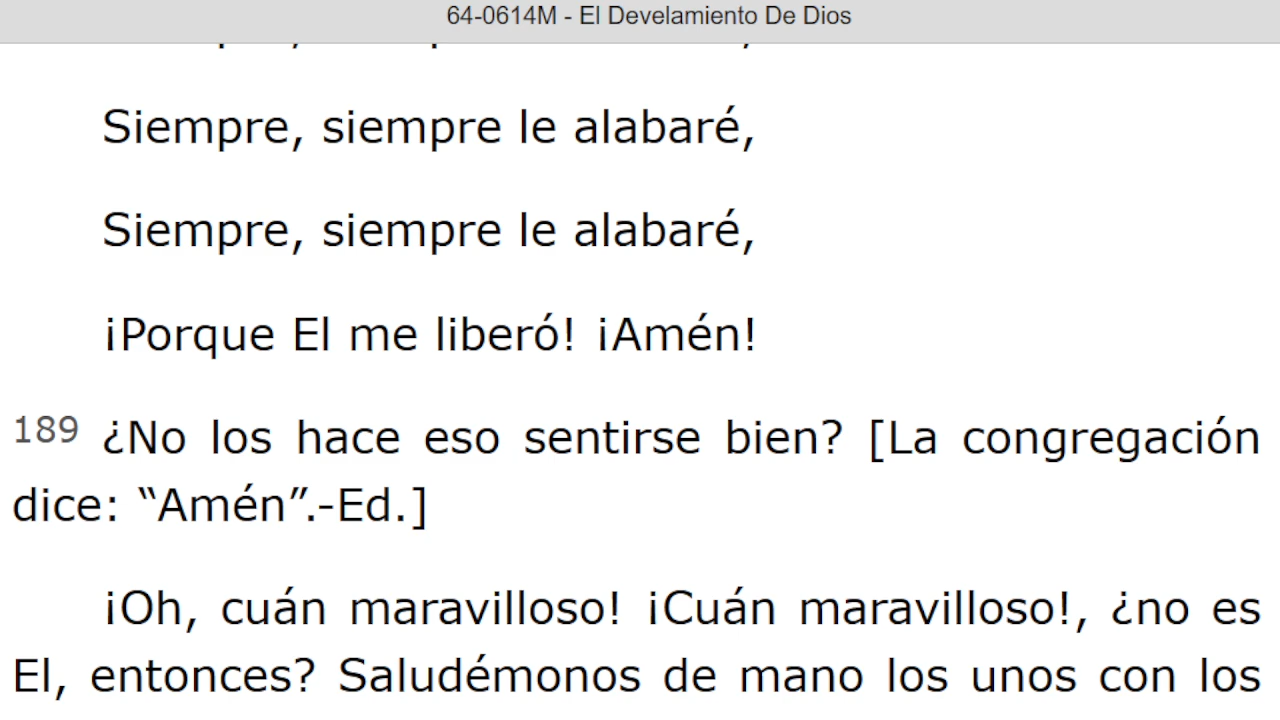 64-0614M - El Develamiento De Dios
Siempre, siempre le alabaré,
Siempre, siempre le alabaré,
¡Porque El me liberó! ¡Amén!
189 ¿No los hace eso sentirse bien? [La congregación
dice: “Amén”.-Ed.]
¡Oh, cuán maravilloso! ¡Cuán maravilloso!, ¿no es
El, entonces? Saludémonos de mano los unos con los